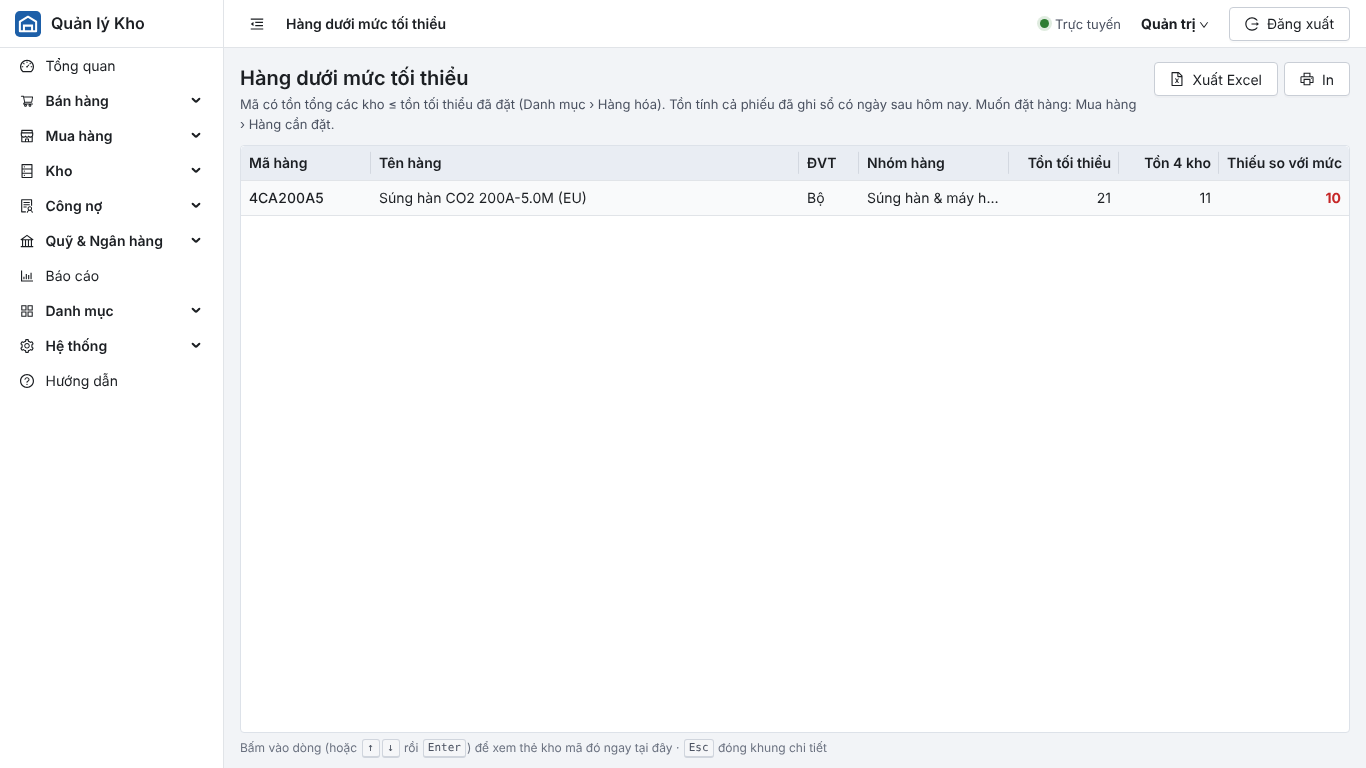 Quản lý Kho
Hàng dưới mức tối thiểu
Trực tuyến
Quản trị
Đăng xuất
Tổng quan
Bán hàng
Mua hàng
Kho
Công nợ
Quỹ & Ngân hàng
Báo cáo
Danh mục
Hệ thống
Hướng dẫn
Hàng dưới mức tối thiểu
Mã có tồn tổng các kho ≤ tồn tối thiểu đã đặt (Danh mục › Hàng hóa). Tồn tính cả phiếu đã ghi sổ có ngày sau hôm nay. Muốn đặt hàng: Mua hàng
› Hàng cần đặt.
Xuất Excel
In
Mã hàng Tên hàng ĐVT Nhóm hàng Tồn tối thiểu Tồn 4 kho Thiếu so với mức
4CA200A5 Súng hàn CO2 200A-5.0M (EU) Bộ Súng hàn & máy h... 21 11 10
Bấm vào dòng (hoặc ↑ ↓ rồi Enter) để xem thẻ kho mã đó ngay tại đây · Esc đóng khung chi tiết